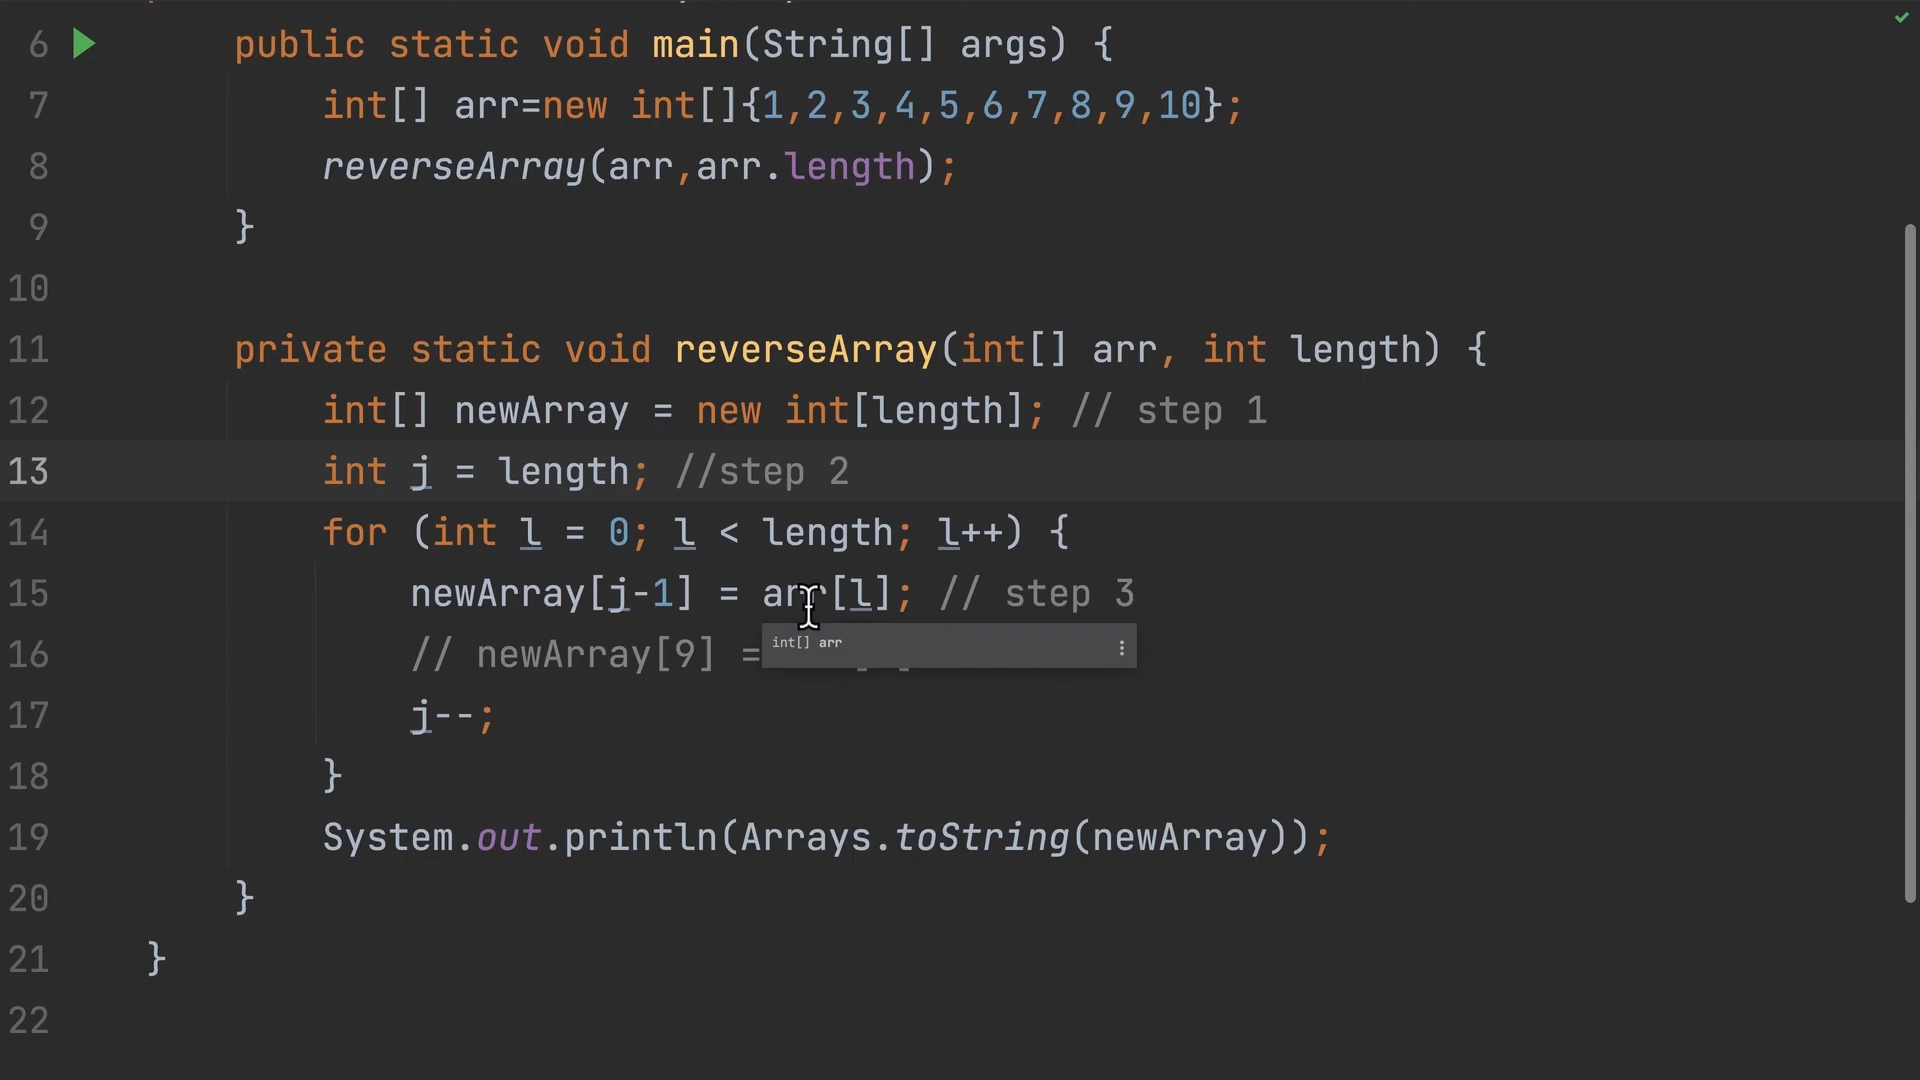 6 public static void main(String[] args) {
7 int[] arr=new int[]{1,2,3,4,5,6,7,8,9,10};
8 reverseArray(arr,arr.length);
9 }
10
11 private static void reverseArray(int[] arr, int length) {
12 int[] newArray = new int[length]; // step 1
13 int j = length; //step 2
14 for (int l = 0; l < length; l++) {
15 newArray[j-1] = arr[l]; // step 3
int[] arr
16 // newArray[9] =
17 j--;
18 }
19 System.out.println(Arrays.toString(newArray));
20 }
21 }
22